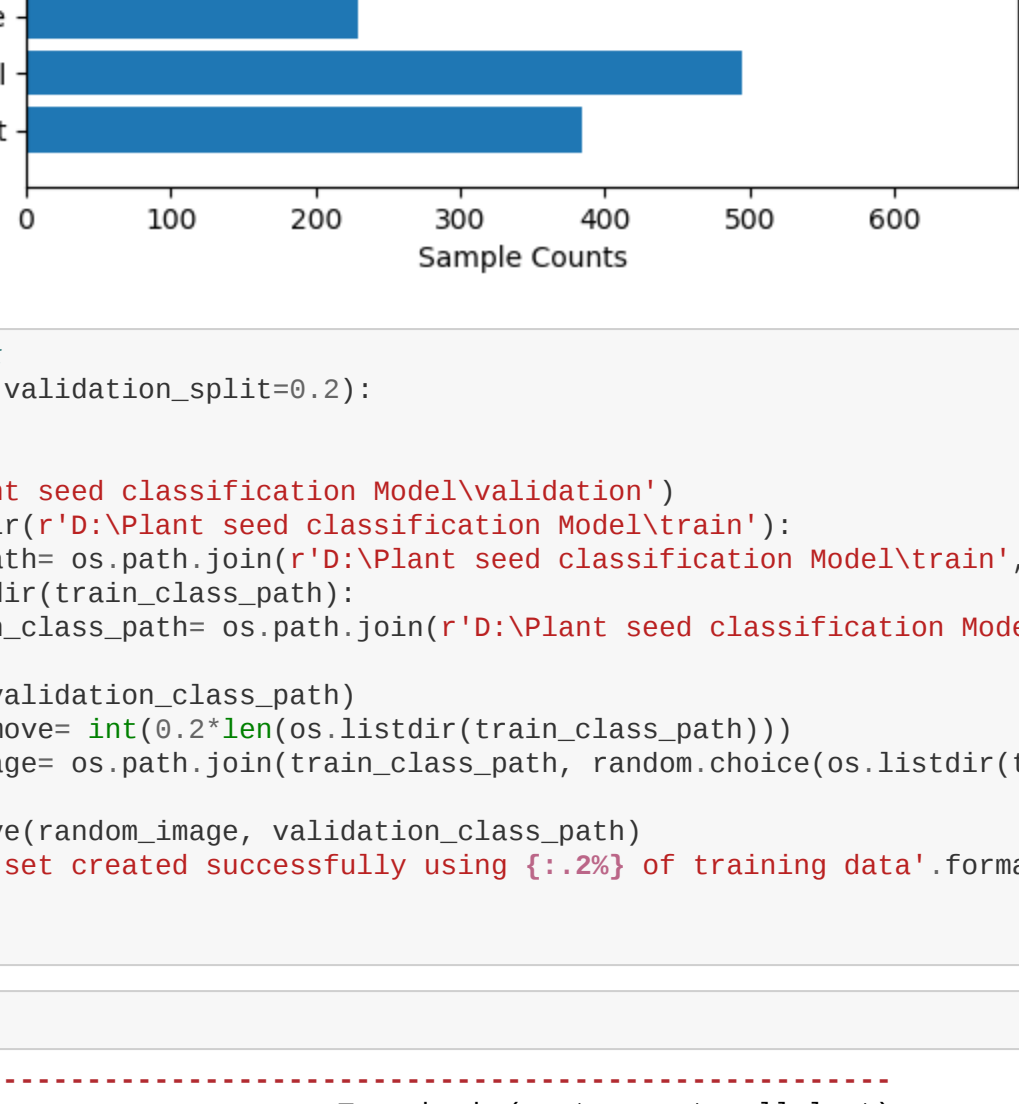 e
l
t
0 100 200 300 400 500 600
Sample Counts
validation_split=0.2):
nt seed classification Model\validation')
ir(r'D:\Plant seed classification Model\train'):
ath= os.path.join(r'D:\Plant seed classification Model\train',
dir(train_class_path):
n_class_path= os.path.join(r'D:\Plant seed classification Mode
validation_class_path)
move= int(0.2*len(os.listdir(train_class_path)))
age= os.path.join(train_class_path, random.choice(os.listdir(t
ve(random_image, validation_class_path)
set created successfully using {:.2%} of training data'.forma
---------------------------------------------------